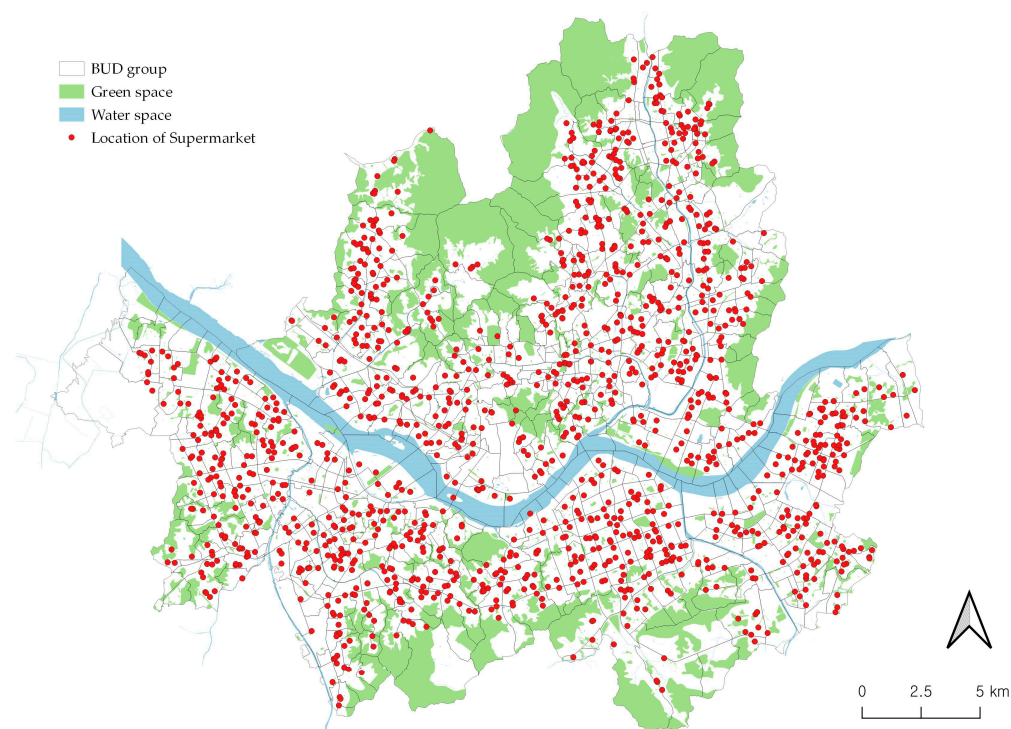 BUD group
Green space
Water space
Location of Supermarket
0 2.5 5 km